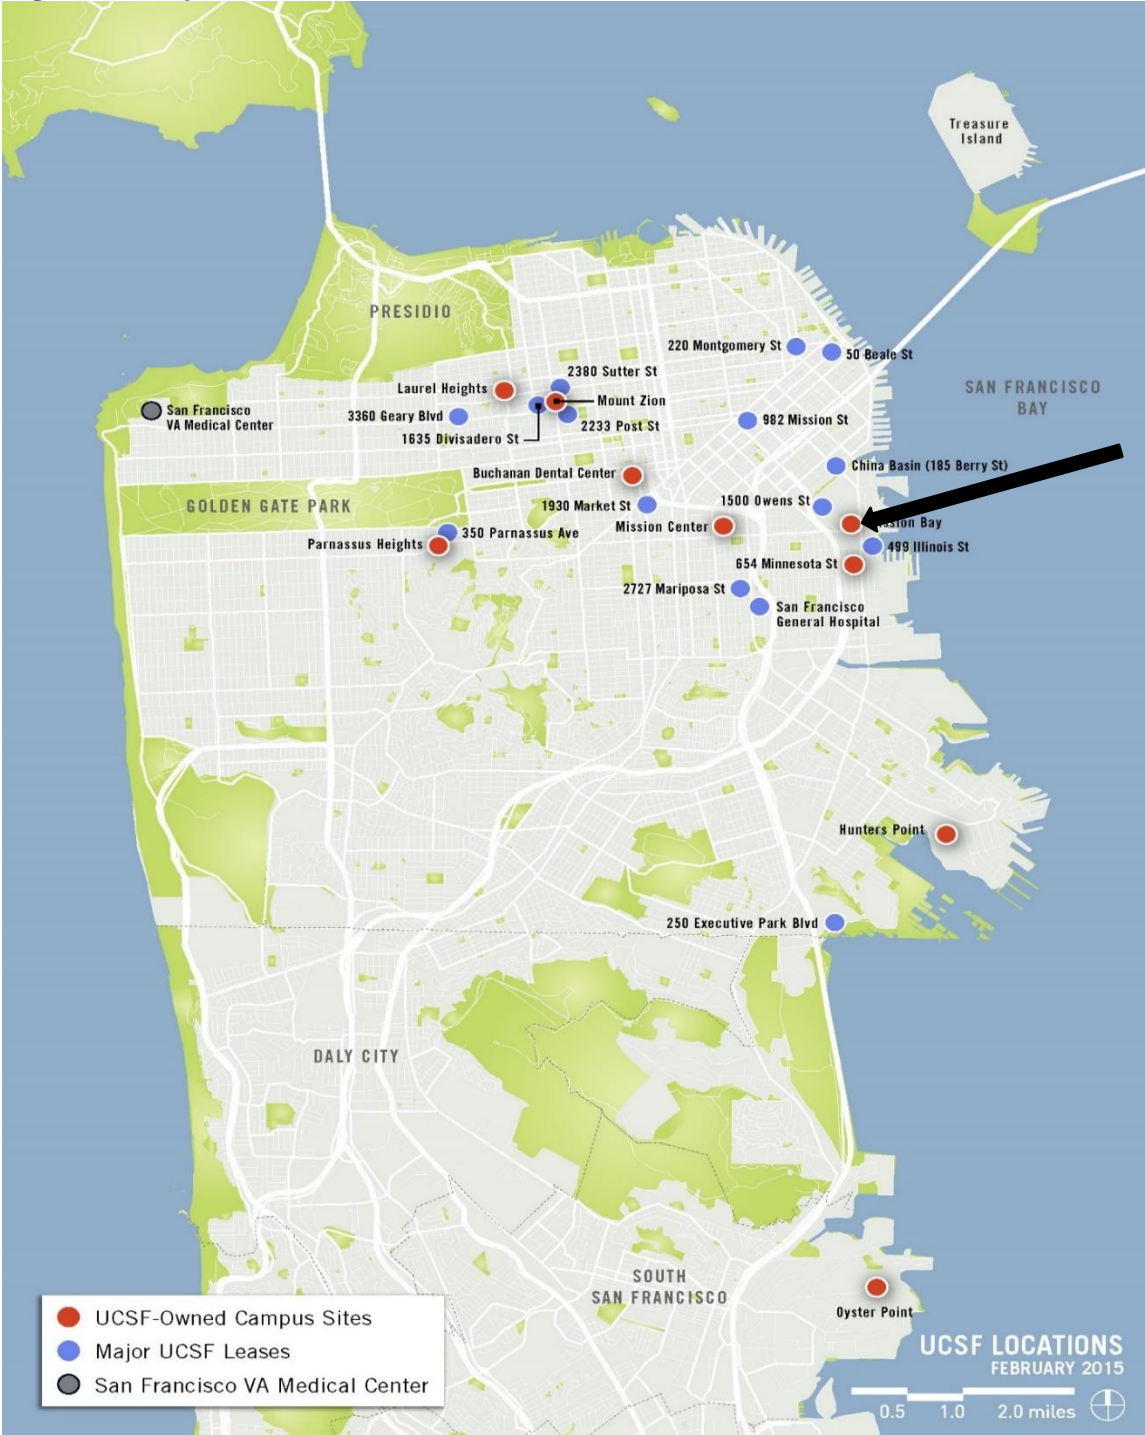 Treasure
Island
PRESIDIO
220 Montgomery St
50 Beale St
2380 Sutter St
Laurel Heights
Mount Zion
SAN FRANCISCO
BAY
San Francisco
VA Medical Center
3360 Geary Blvd
2233 Post St
982 Mission St
1635 Divisadero St
China Basin (185 Berry St)
Buchanan Dental Center
GOLDEN GATE PARK
1930 Market St
1500 Owens St
Mission Center
Bay
350 Parnassus Ave
Parnassus Heights
499 Illinois St
654 Minnesota St
2727 Mariposa St
San Francisco
General Hospital
Hunters Point
250 Executive Park Blvd
DALY CITY
SOUTH
SAN FRANCISCO
Oyster Point
UCSF-Owned Campus Sites
Major UCSF Leases
San Francisco VA Medical Center
UCSF LOCATIONS
FEBRUARY 2015
0.5 1.0 2.0 miles